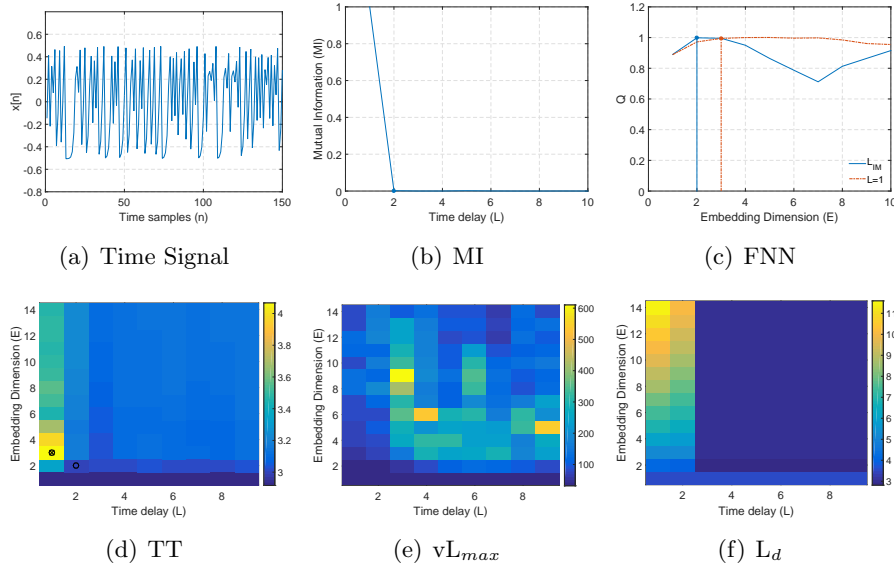 0.6
0.4
0.2
0
-0.2
-0.4
-0.6
-0.8
x[n]
0 50 100 150
Time samples (n)
(a) Time Signal
1
0.8
0.6
0.4
0.2
0
Mutual Information (MI)
0 2 4 6 8 10
Time delay (L)
(b) MI
1.2
1
0.8
0.6
0.4
0.2
0
Q
L_IM
L=1
0 2 4 6 8 10
Embedding Dimension (E)
(c) FNN
14
12
10
8
6
4
2
Embedding Dimension (E)
2 4 6 8
Time delay (L)
4
3.8
3.6
3.4
3.2
3
(d) TT
14
12
10
8
6
4
2
Embedding Dimension (E)
2 4 6 8
Time delay (L)
600
500
400
300
200
100
(e) vL_max
14
12
10
8
6
4
2
Embedding Dimension (E)
2 4 6 8
Time delay (L)
11
10
9
8
7
6
5
4
3
(f) L_d